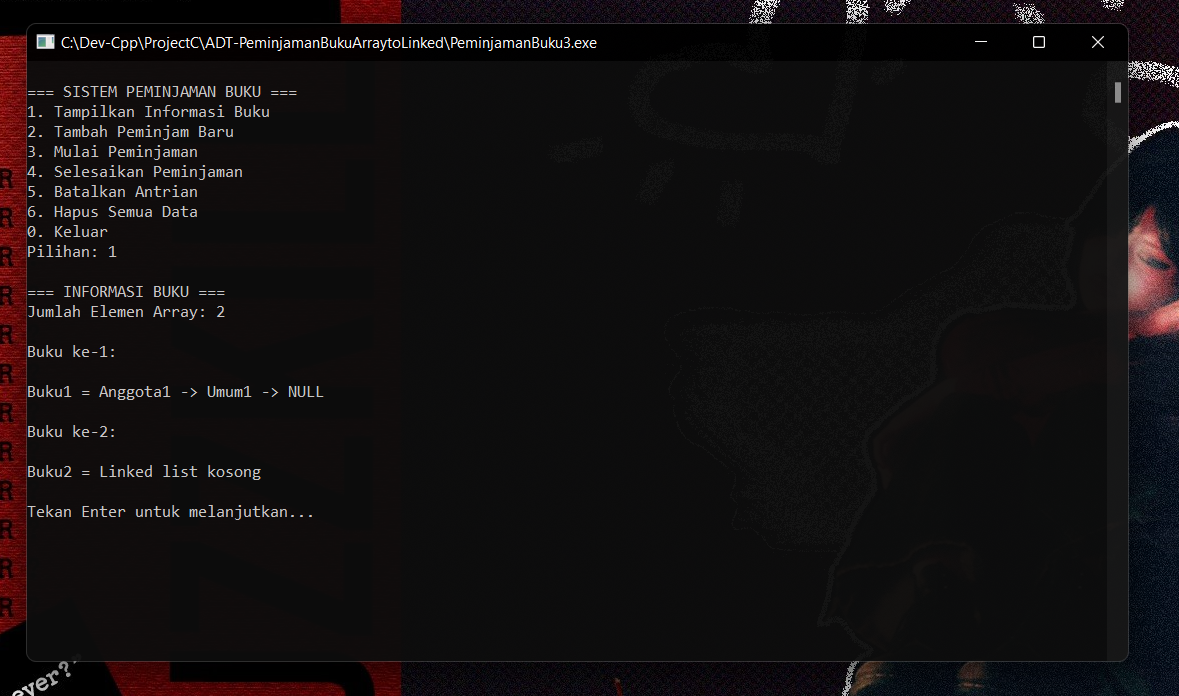 C:\Dev-Cpp\ProjectC\ADT-PeminjamanBukuArraytoLinked\PeminjamanBuku3.exe
=== SISTEM PEMINJAMAN BUKU ===
1. Tampilkan Informasi Buku
2. Tambah Peminjam Baru
3. Mulai Peminjaman
4. Selesaikan Peminjaman
5. Batalkan Antrian
6. Hapus Semua Data
0. Keluar
Pilihan: 1
=== INFORMASI BUKU ===
Jumlah Elemen Array: 2
Buku ke-1:
Buku1 = Anggota1 -> Umum1 -> NULL
Buku ke-2:
Buku2 = Linked list kosong
Tekan Enter untuk melanjutkan...